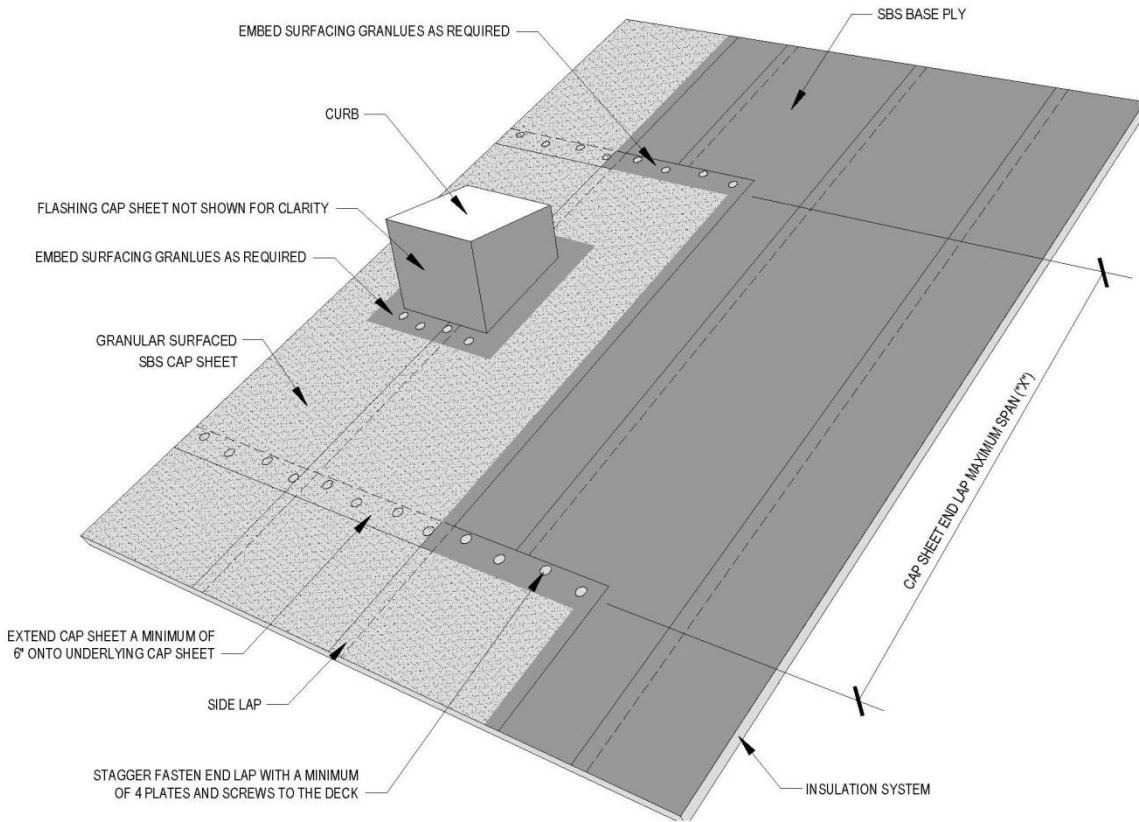 SBS BASE PLY
EMBED SURFACING GRANLUES AS REQUIRED
CURB
FLASHING CAP SHEET NOT SHOWN FOR CLARITY
EMBED SURFACING GRANLUES AS REQUIRED
GRANULAR SURFACED
SBS CAP SHEET
CAP SHEET END LAP MAXIMUM SPAN ("X")
EXTEND CAP SHEET A MINIMUM OF
6" ONTO UNDERLYING CAP SHEET
SIDE LAP
STAGGER FASTEN END LAP WITH A MINIMUM
OF 4 PLATES AND SCREWS TO THE DECK
INSULATION SYSTEM